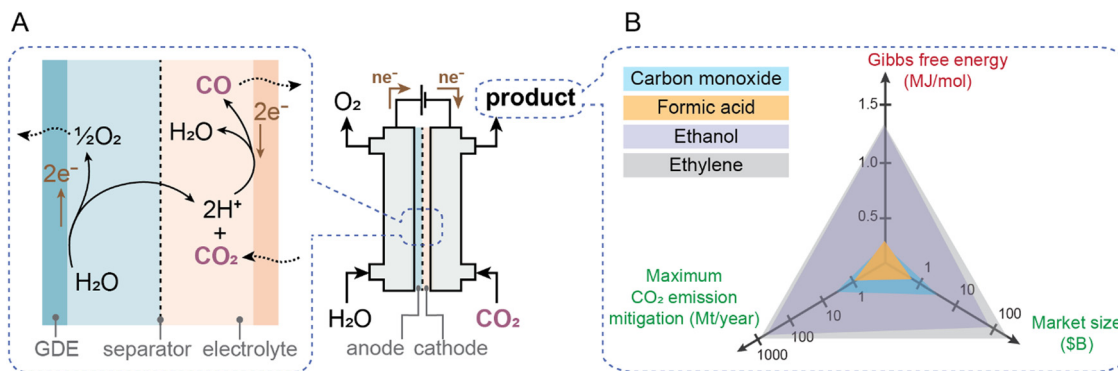 A
CO
2e⁻
H₂O
½O₂
2e⁻
2H⁺
+
CO₂
H₂O
GDE
separator
electrolyte
ne⁻
ne⁻
O₂
product
H₂O
CO₂
anode
cathode
B
Carbon monoxide
Formic acid
Ethanol
Ethylene
Gibbs free energy
(MJ/mol)
1.5
1.0
0.5
1
10
100
Market size
($B)
1
10
100
1000
Maximum
CO₂ emission
mitigation (Mt/year)